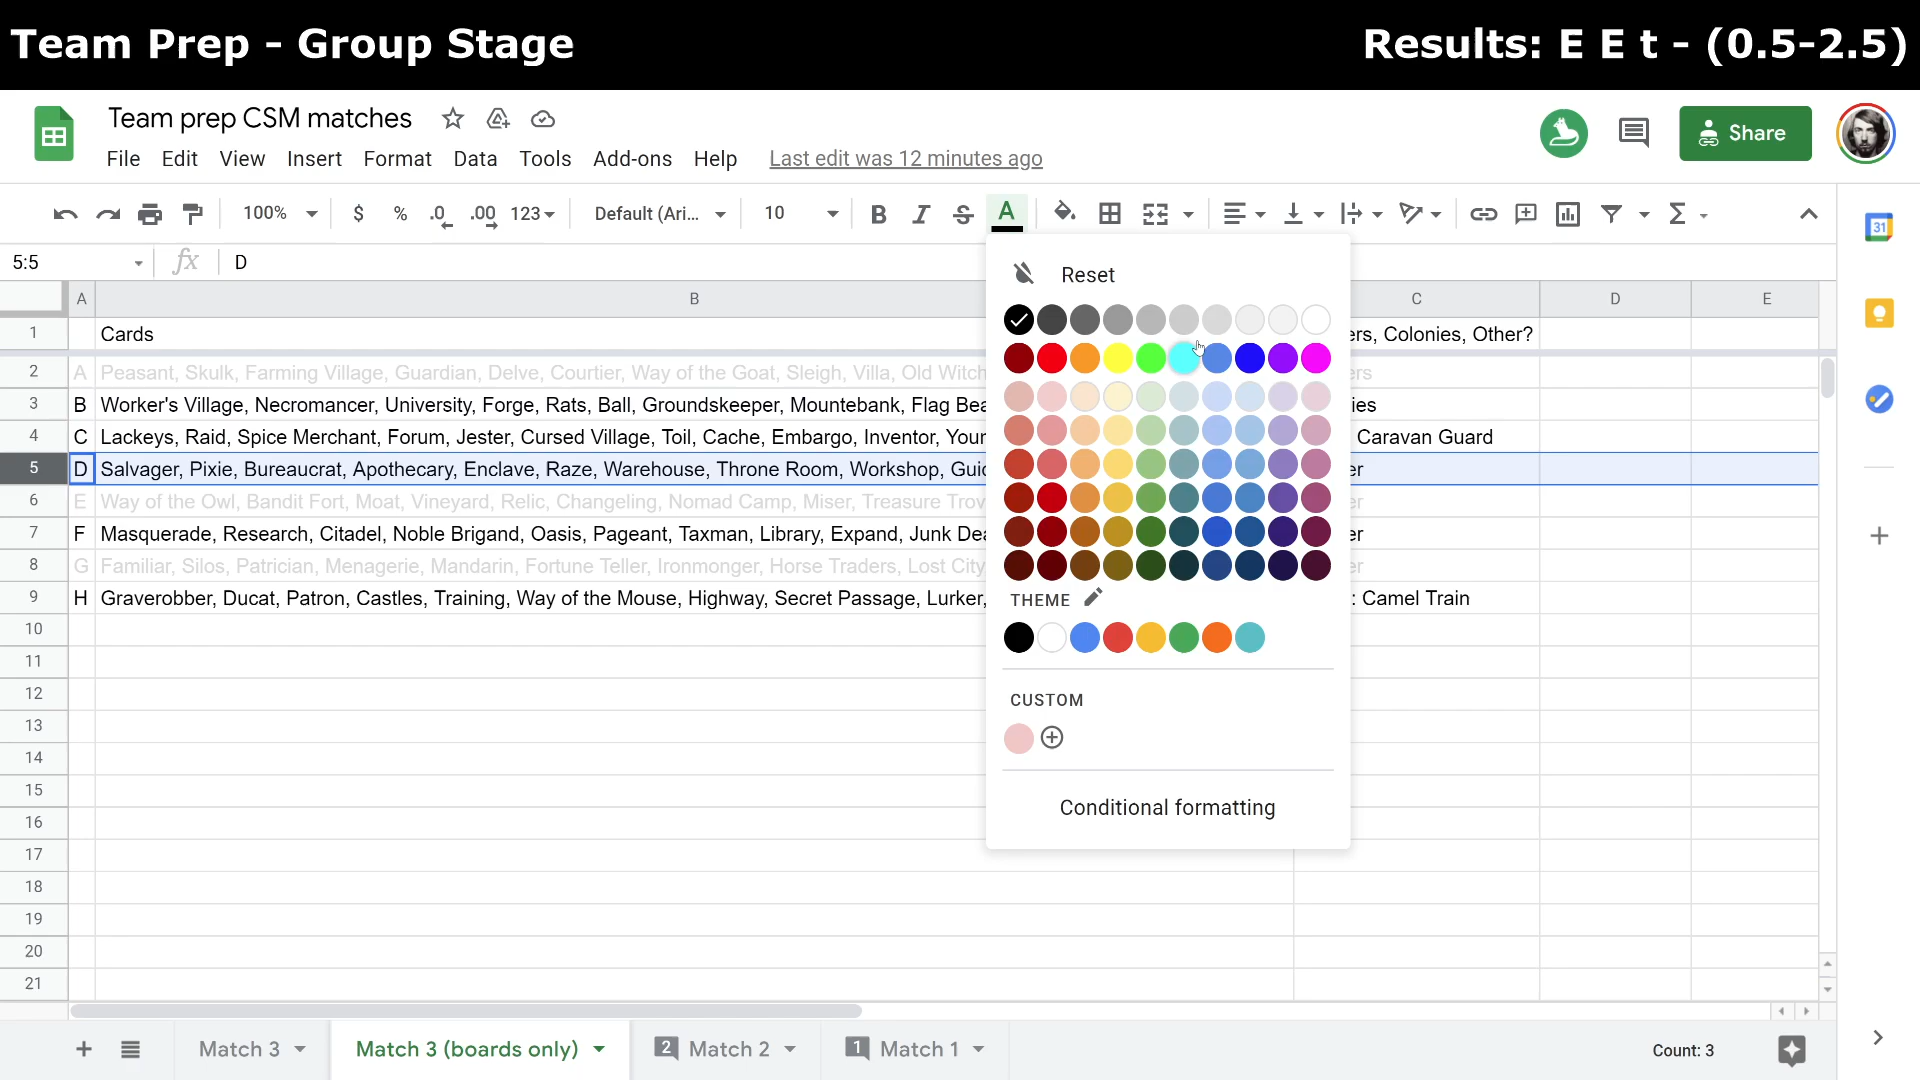 Team Prep - Group Stage
Results: E E t - (0.5-2.5)
Team prep CSM matches
File Edit View Insert Format Data Tools Add-ons Help Last edit was 12 minutes ago
Share
100% $ % .0 .00 123 Default (Ari... 10 B I S A
31
5:5 fx D
Reset
A B C D E
1 Cards ers, Colonies, Other?
2 A Peasant, Skulk, Farming Village, Guardian, Delve, Courtier, Way of the Goat, Sleigh, Villa, Old Witch ers
3 B Worker's Village, Necromancer, University, Forge, Rats, Ball, Groundskeeper, Mountebank, Flag Bea ies
4 C Lackeys, Raid, Spice Merchant, Forum, Jester, Cursed Village, Toil, Cache, Embargo, Inventor, Your Caravan Guard
5 D Salvager, Pixie, Bureaucrat, Apothecary, Enclave, Raze, Warehouse, Throne Room, Workshop, Guid er
6 E Way of the Owl, Bandit Fort, Moat, Vineyard, Relic, Changeling, Nomad Camp, Miser, Treasure Trov er
7 F Masquerade, Research, Citadel, Noble Brigand, Oasis, Pageant, Taxman, Library, Expand, Junk Dea er
8 G Familiar, Silos, Patrician, Menagerie, Mandarin, Fortune Teller, Ironmonger, Horse Traders, Lost City er
9 H Graverobber, Ducat, Patron, Castles, Training, Way of the Mouse, Highway, Secret Passage, Lurker, : Camel Train
THEME
10
11
12
CUSTOM
13
14
15
Conditional formatting
16
17
18
19
20
21
Match 3 Match 3 (boards only) 2 Match 2 1 Match 1 Count: 3